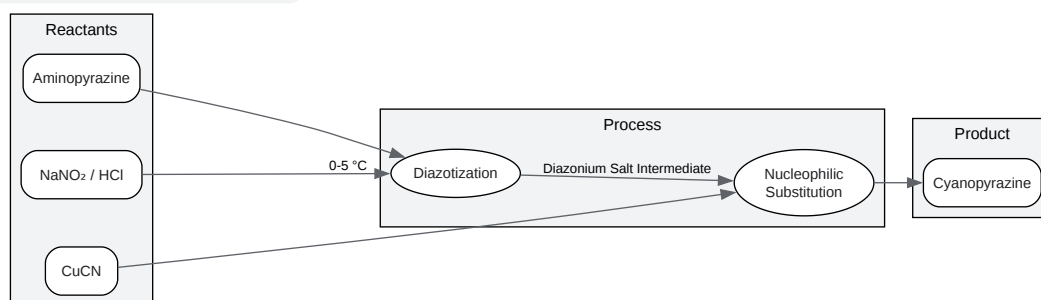 Reactants
Aminopyrazine
NaNO₂ / HCl
CuCN
0-5 °C
Process
Diazotization
Diazonium Salt Intermediate
Nucleophilic
Substitution
Product
Cyanopyrazine